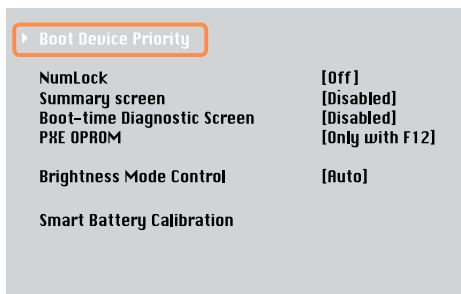 Boot Device Priority
NumLock [Off]
Summary screen [Disabled]
Boot-time Diagnostic Screen [Disabled]
PXE OPROM [Only with F12]
Brightness Mode Control [Auto]
Smart Battery Calibration